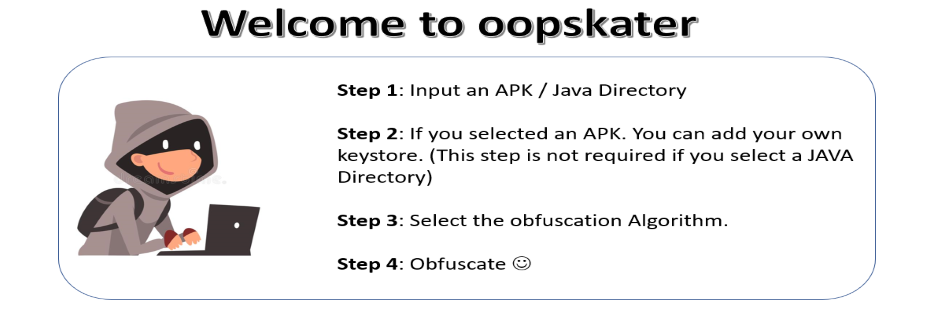 Welcome to oopskater
Step 1: Input an APK / Java Directory
Step 2: If you selected an APK. You can add your own
keystore. (This step is not required if you select a JAVA
Directory)
Step 3: Select the obfuscation Algorithm.
Step 4: Obfuscate ☺